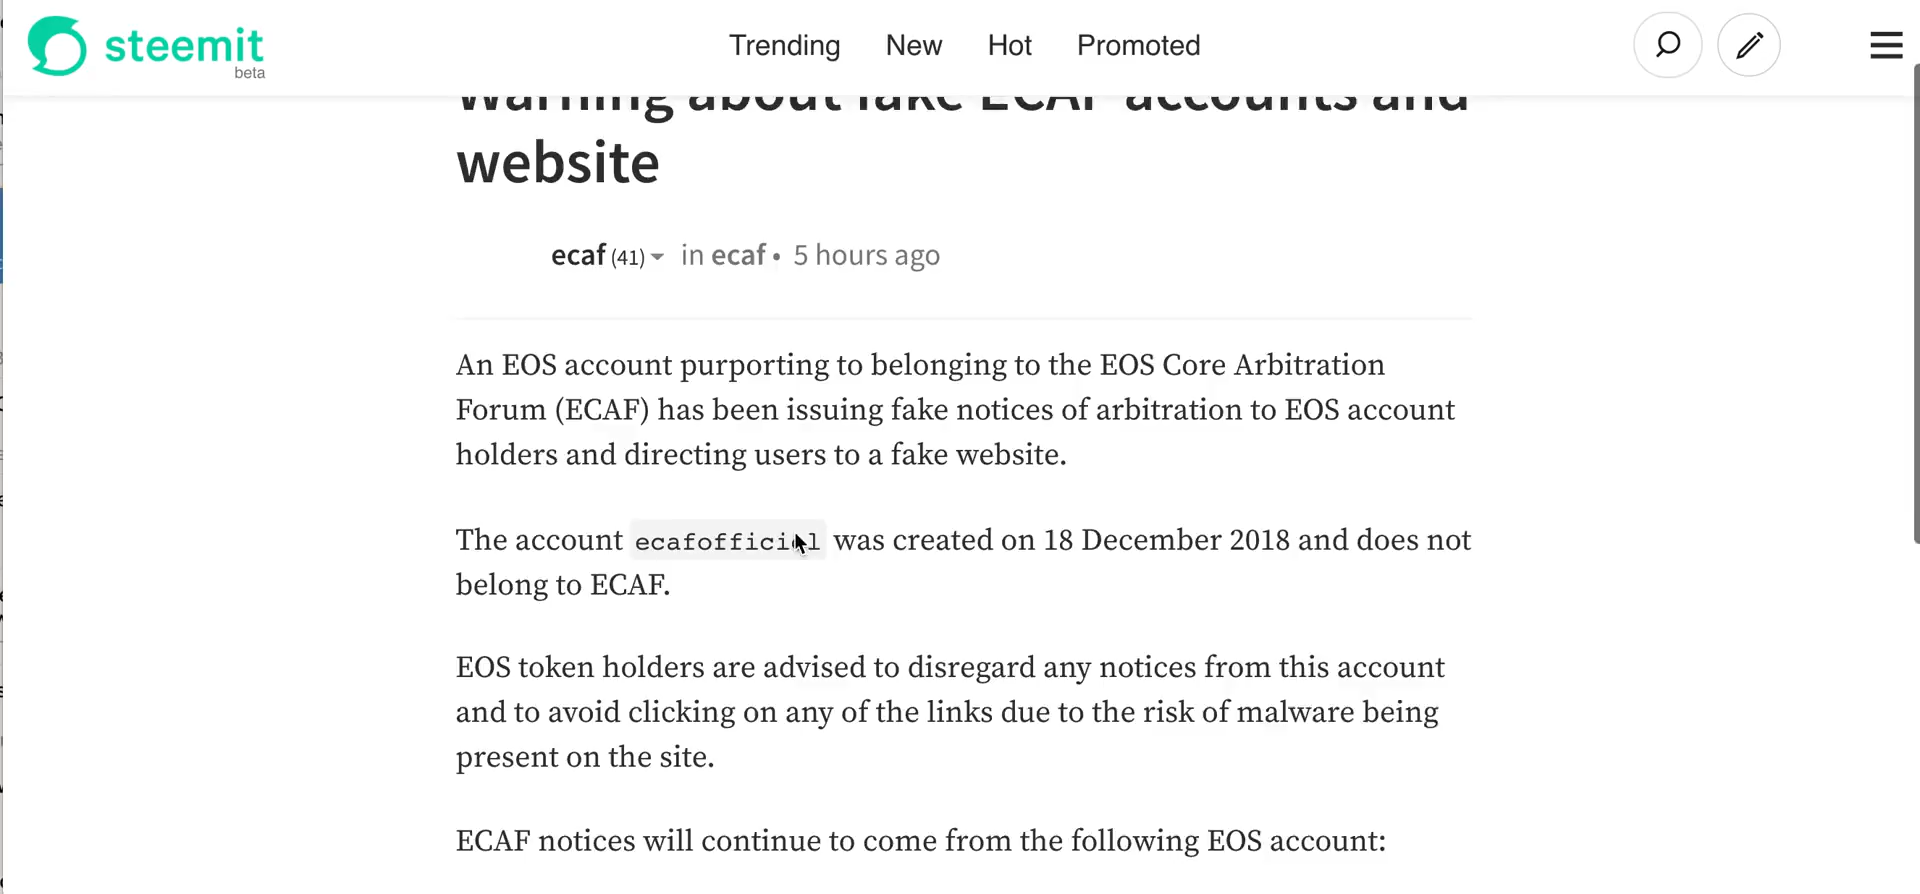 steemit
beta
Trending New Hot Promoted
Warning about fake ECAF accounts and
website
ecaf (41) in ecaf • 5 hours ago
An EOS account purporting to belonging to the EOS Core Arbitration
Forum (ECAF) has been issuing fake notices of arbitration to EOS account
holders and directing users to a fake website.
The account ecafofficial was created on 18 December 2018 and does not
belong to ECAF.
EOS token holders are advised to disregard any notices from this account
and to avoid clicking on any of the links due to the risk of malware being
present on the site.
ECAF notices will continue to come from the following EOS account: